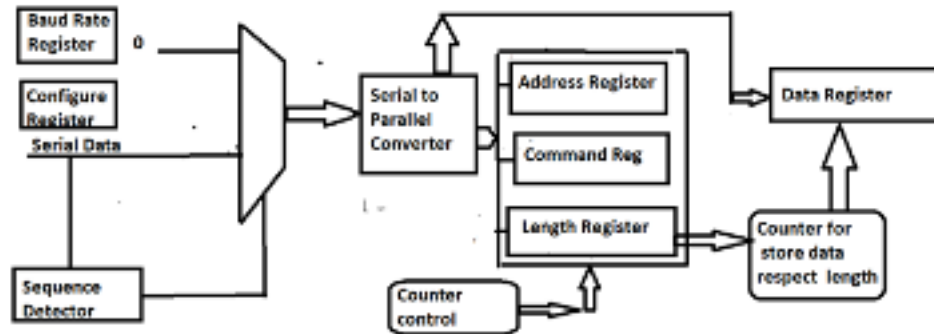 Baud Rate
Register
0
Configure
Register
Serial Data
Sequence
Detector
Serial to
Parallel
Converter
Address Register
Command Reg
Length Register
Counter
control
Data Register
Counter for
store data
respect length